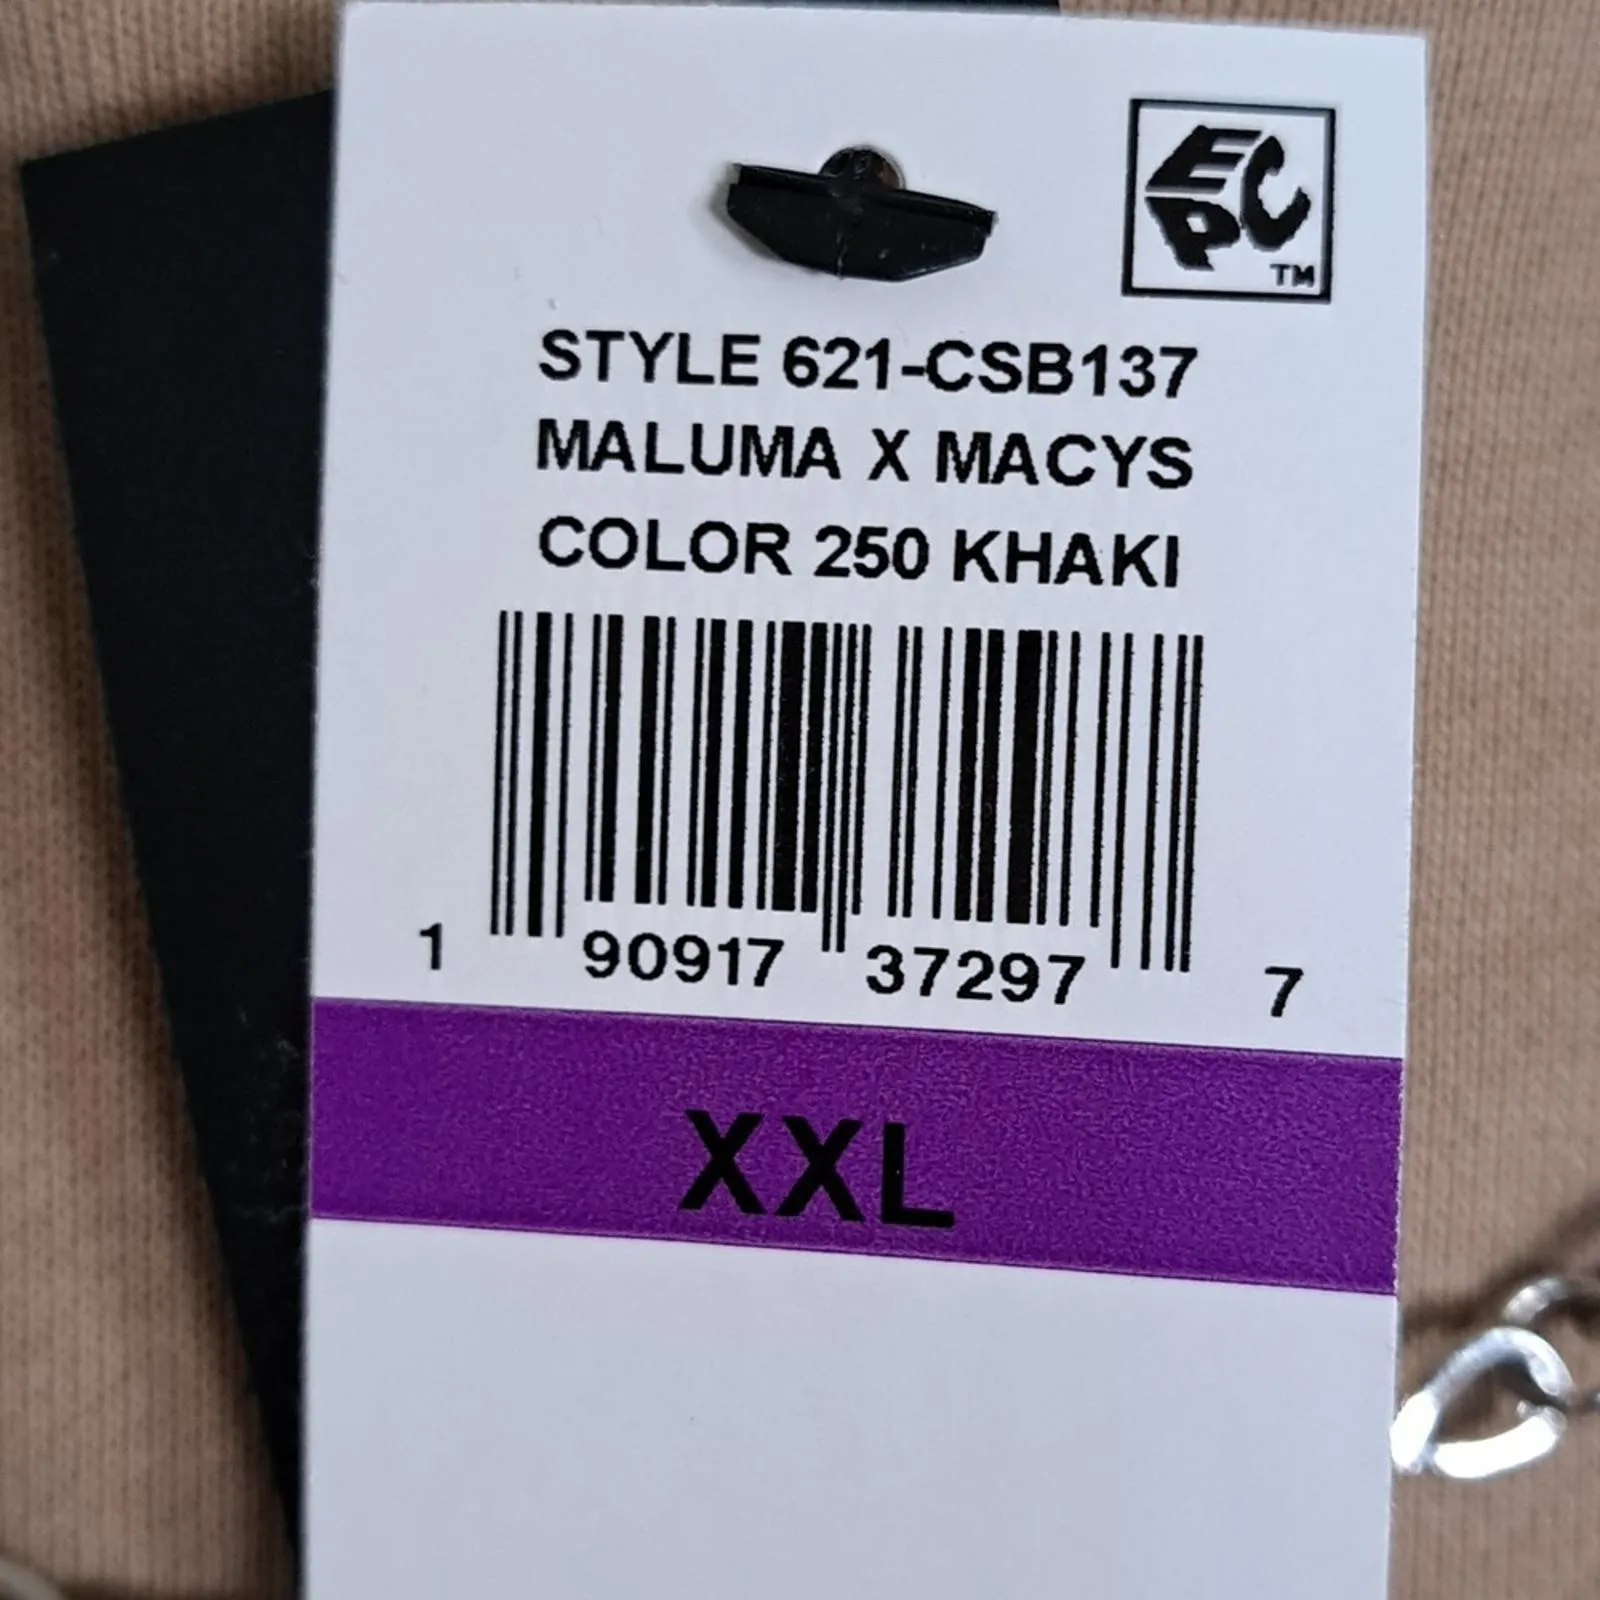 EPC
TM
STYLE 621-CSB137
MALUMA X MACYS
COLOR 250 KHAKI
1 90917 37297 7
XXL